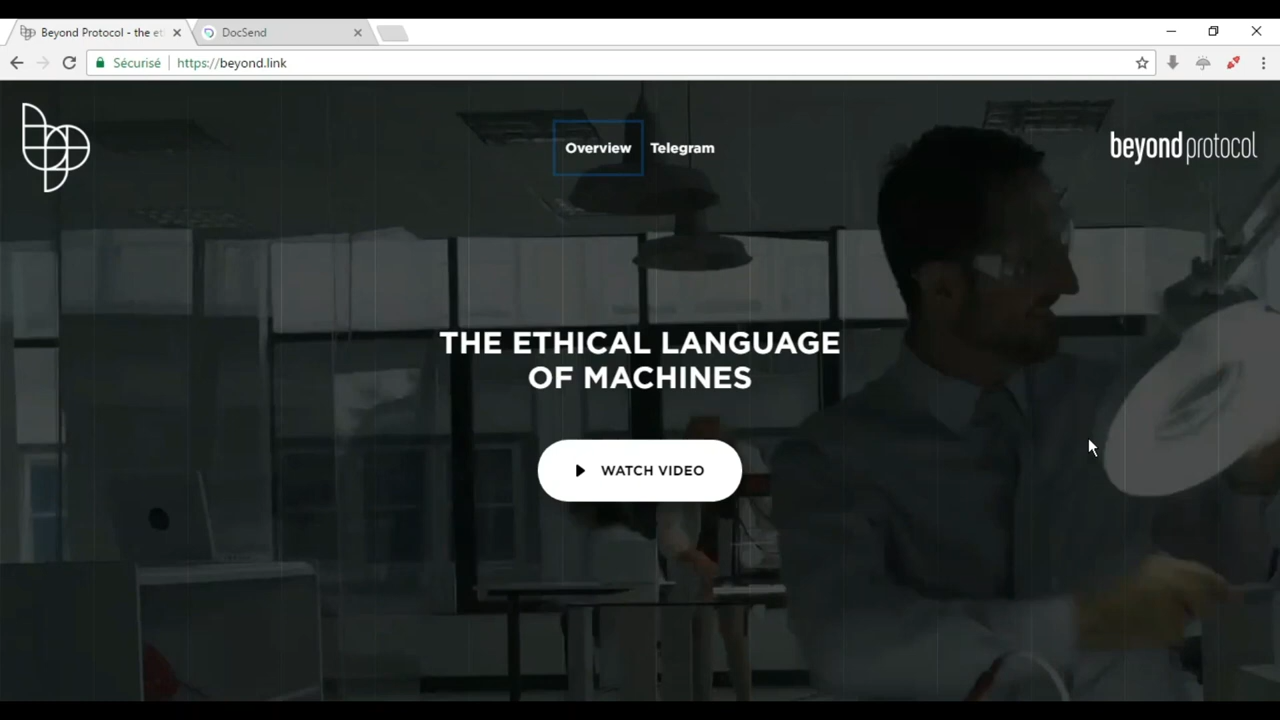 Beyond Protocol - the et
DocSend
Sécurisé
https://beyond.link
Overview
Telegram
beyond protocol
THE ETHICAL LANGUAGE
OF MACHINES
WATCH VIDEO